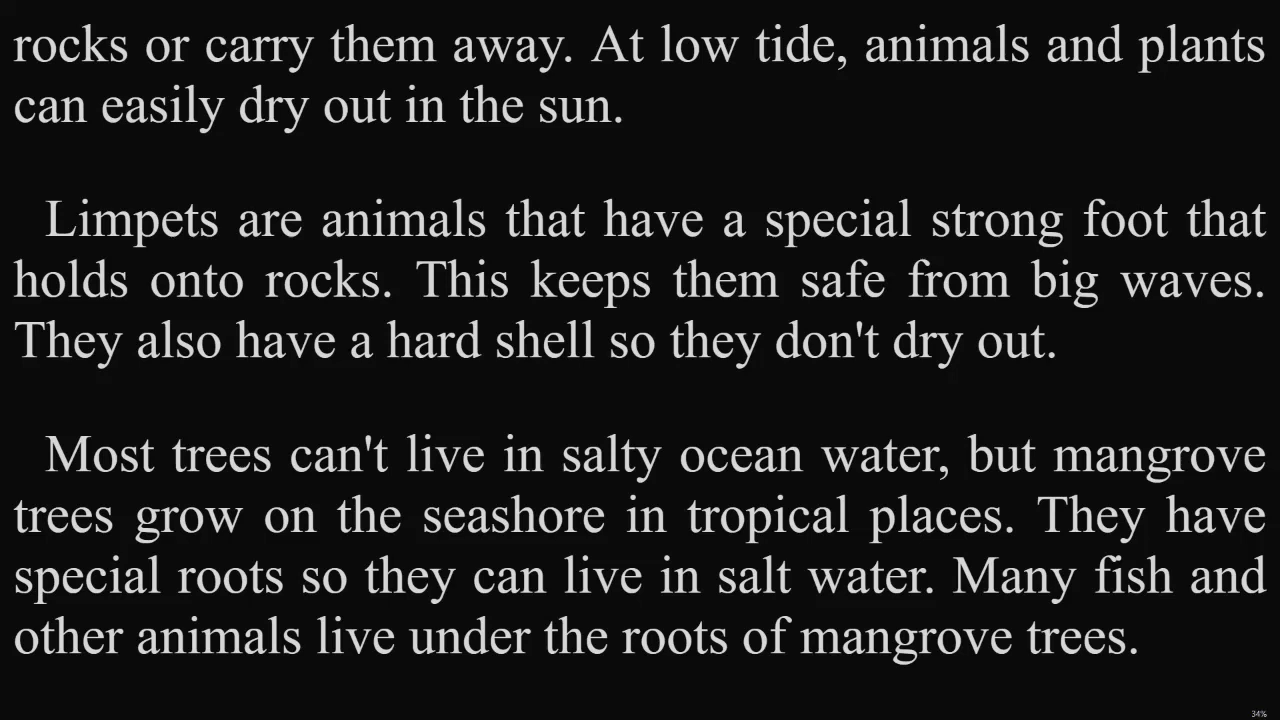 rocks or carry them away. At low tide, animals and plants
can easily dry out in the sun.
Limpets are animals that have a special strong foot that
holds onto rocks. This keeps them safe from big waves.
They also have a hard shell so they don't dry out.
Most trees can't live in salty ocean water, but mangrove
trees grow on the seashore in tropical places. They have
special roots so they can live in salt water. Many fish and
other animals live under the roots of mangrove trees.
34%